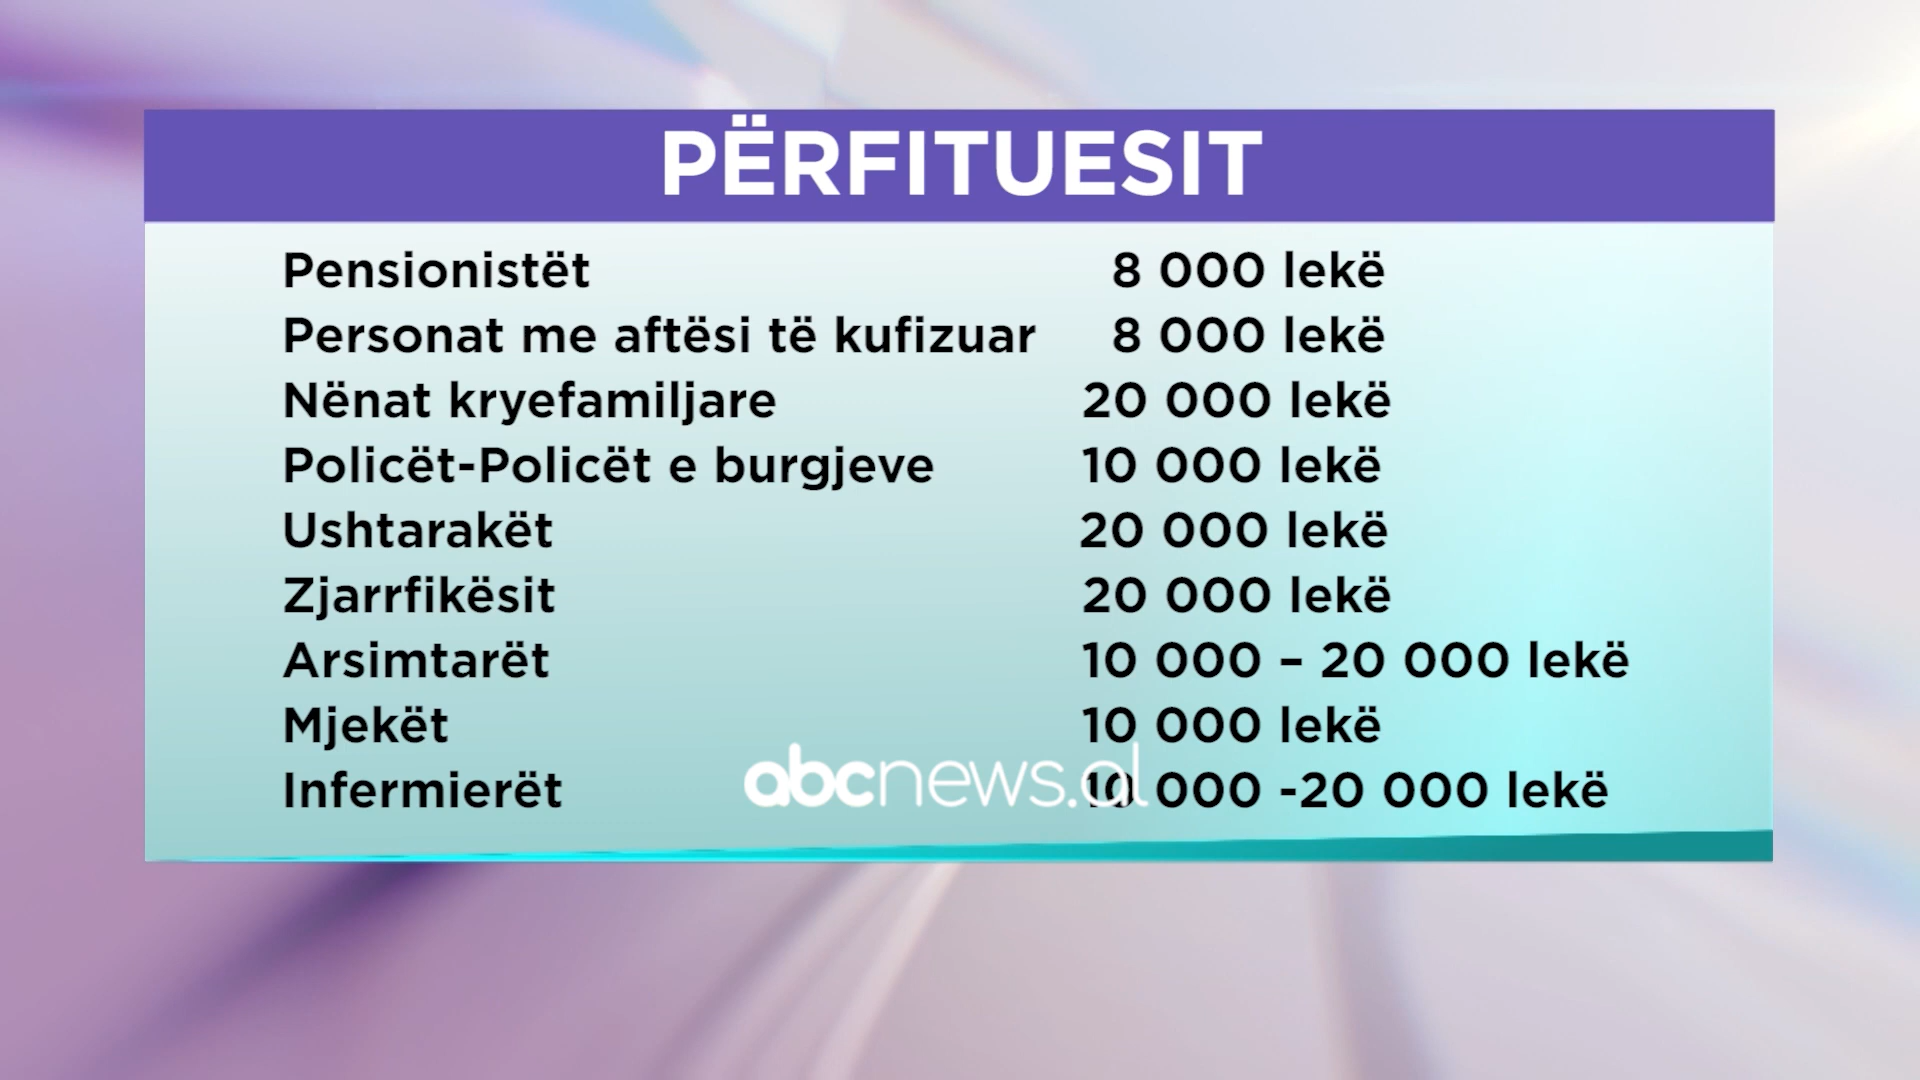 PËRFITUESIT
Pensionistët 8 000 lekë
Personat me aftësi të kufizuar 8 000 lekë
Nënat kryefamiljare 20 000 lekë
Policët-Policët e burgjeve 10 000 lekë
Ushtarakët 20 000 lekë
Zjarrfikësit 20 000 lekë
Arsimtarët 10 000 – 20 000 lekë
Mjekët 10 000 lekë
Infermierët 10 000 -20 000 lekë
abcnews.al